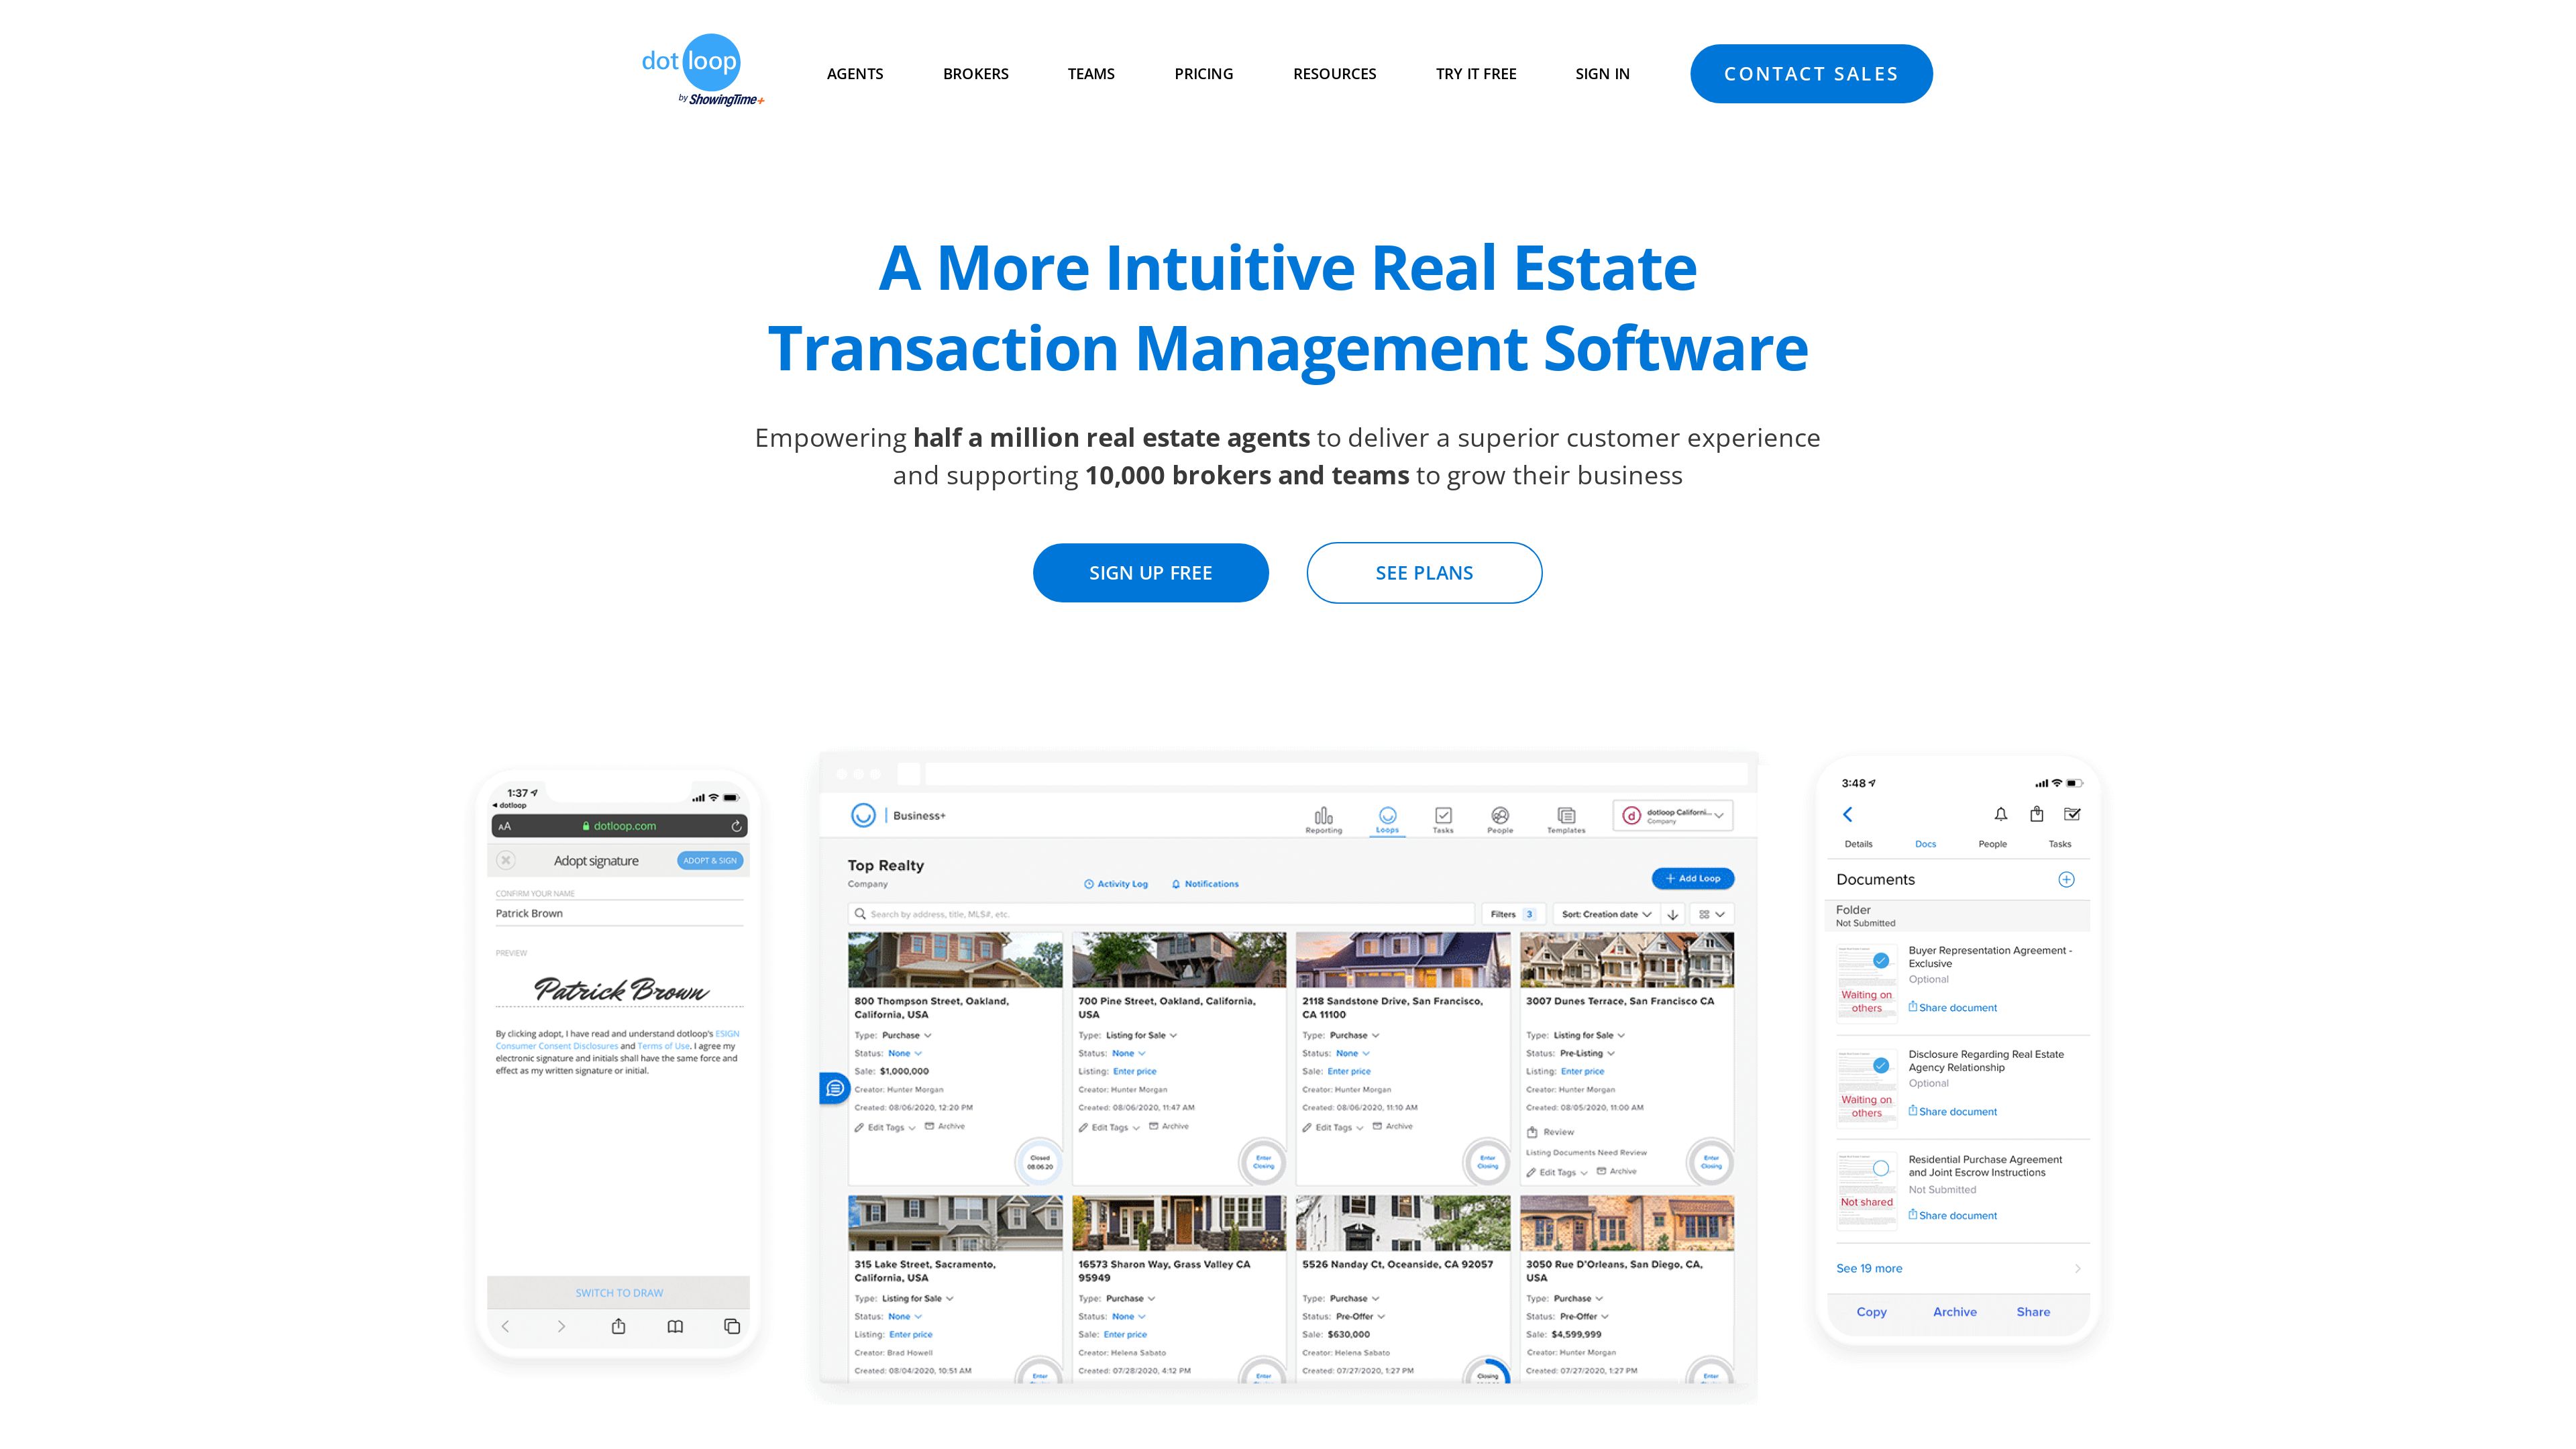 dot loop
by ShowingTime+
AGENTS
BROKERS
TEAMS
PRICING
RESOURCES
TRY IT FREE
SIGN IN
CONTACT SALES
A More Intuitive Real Estate
Transaction Management Software
Empowering half a million real estate agents to deliver a superior customer experience
and supporting 10,000 brokers and teams to grow their business
SIGN UP FREE
SEE PLANS
1:37
dotloop
AA
dotloop.com
Adopt signature
ADOPT & SIGN
CONFIRM YOUR NAME
Patrick Brown
PREVIEW
Patrick Brown
By clicking adopt, I have read and understand dotloop's ESIGN
Consumer Consent Disclosures and Terms of Use. I agree my
electronic signature and initials shall have the same force and
effect as my written signature or initial.
SWITCH TO DRAW
Business+
Reporting
Loops
Tasks
People
Templates
d
dotloop Californi...
Company
Top Realty
Company
Activity Log
Notifications
+ Add Loop
Search by address, title, MLS#, etc.
Filters 3
Sort: Creation date
800 Thompson Street, Oakland,
California, USA
Type: Purchase
Status: None
Sale: $1,000,000
Creator: Hunter Morgan
Created: 08/06/2020, 12:20 PM
Edit Tags
Archive
Closed
08.06.20
700 Pine Street, Oakland, California,
USA
Type: Listing for Sale
Status: None
Listing: Enter price
Creator: Hunter Morgan
Created: 08/06/2020, 11:47 AM
Edit Tags
Archive
Enter
Closing
2118 Sandstone Drive, San Francisco,
CA 11100
Type: Purchase
Status: None
Sale: Enter price
Creator: Hunter Morgan
Created: 08/06/2020, 11:10 AM
Edit Tags
Archive
Enter
Closing
3007 Dunes Terrace, San Francisco CA
Type: Listing for Sale
Status: Pre-Listing
Listing: Enter price
Creator: Hunter Morgan
Created: 08/05/2020, 11:00 AM
Review
Listing Documents Need Review
Edit Tags
Archive
Enter
Closing
315 Lake Street, Sacramento,
California, USA
Type: Listing for Sale
Status: None
Listing: Enter price
Creator: Brad Howell
Created: 08/04/2020, 10:51 AM
Enter
16573 Sharon Way, Grass Valley CA
95949
Type: Purchase
Status: None
Sale: Enter price
Creator: Helena Sabato
Created: 07/28/2020, 4:12 PM
Enter
5526 Nanday Ct, Oceanside, CA 92057
Type: Purchase
Status: Pre-Offer
Sale: $630,000
Creator: Helena Sabato
Created: 07/27/2020, 1:27 PM
Closing
3050 Rue D'Orleans, San Diego, CA,
USA
Type: Purchase
Status: Pre-Offer
Sale: $4,599,999
Creator: Hunter Morgan
Created: 07/27/2020, 1:27 PM
Enter
3:48
Details
Docs
People
Tasks
Documents
Folder
Not Submitted
Buyer Representation Agreement -
Exclusive
Optional
Waiting on
others
Share document
Disclosure Regarding Real Estate
Agency Relationship
Optional
Waiting on
others
Share document
Residential Purchase Agreement
and Joint Escrow Instructions
Not Submitted
Not shared
Share document
See 19 more
Copy
Archive
Share